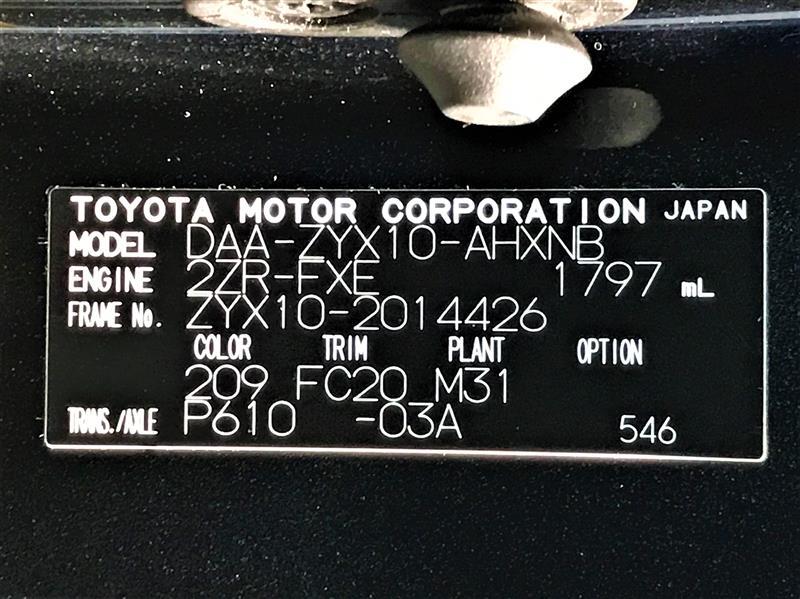 TOYOTA MOTOR CORPORATION JAPAN
MODEL DAA-ZYX10-AHXNB
ENGINE 2ZR-FXE 1797 mL
FRAME No. ZYX10-2014426
COLOR TRIM PLANT OPTION
209 FC20 M31
TRANS./AXLE P610 -03A 546